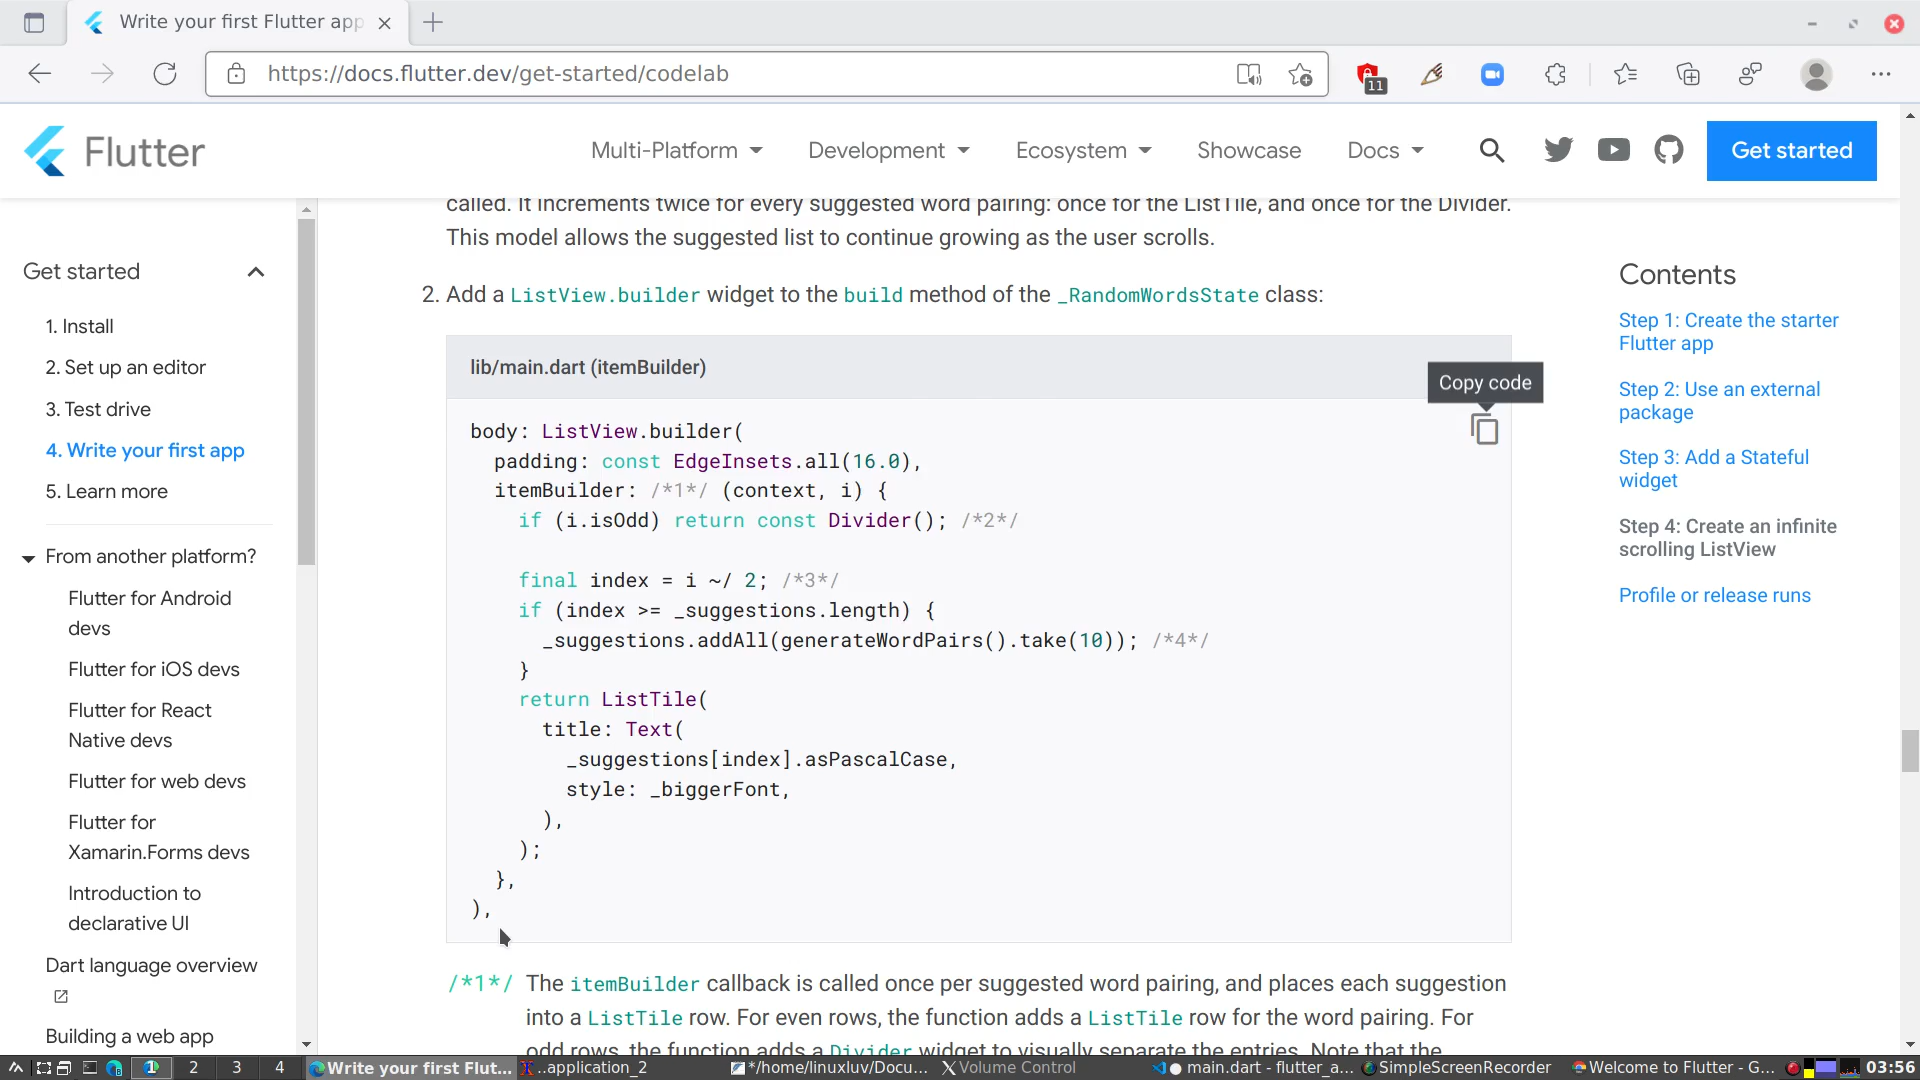 Write your first Flutter app
https://docs.flutter.dev/get-started/codelab
11
Flutter
Multi-Platform
Development
Ecosystem
Showcase
Docs
Get started
called. It increments twice for every suggested word pairing: once for the ListTile, and once for the Divider.
This model allows the suggested list to continue growing as the user scrolls.
2. Add a ListView.builder widget to the build method of the _RandomWordsState class:
lib/main.dart (itemBuilder)
Copy code
body: ListView.builder(
padding: const EdgeInsets.all(16.0),
itemBuilder: /*1*/ (context, i) {
if (i.isOdd) return const Divider(); /*2*/
final index = i ~/ 2; /*3*/
if (index >= _suggestions.length) {
_suggestions.addAll(generateWordPairs().take(10)); /*4*/
}
return ListTile(
title: Text(
_suggestions[index].asPascalCase,
style: _biggerFont,
),
);
},
),
/*1*/ The itemBuilder callback is called once per suggested word pairing, and places each suggestion
into a ListTile row. For even rows, the function adds a ListTile row for the word pairing. For
odd rows, the function adds a Divider widget to visually separate the entries. Note that the
Get started
1. Install
2. Set up an editor
3. Test drive
4. Write your first app
5. Learn more
From another platform?
Flutter for Android
devs
Flutter for iOS devs
Flutter for React
Native devs
Flutter for web devs
Flutter for
Xamarin.Forms devs
Introduction to
declarative UI
Dart language overview
Building a web app
Contents
Step 1: Create the starter
Flutter app
Step 2: Use an external
package
Step 3: Add a Stateful
widget
Step 4: Create an infinite
scrolling ListView
Profile or release runs
1
2
3
4
Write your first Flutt...
..application_2
*/home/linuxluv/Docu...
Volume Control
● main.dart - flutter_a...
SimpleScreenRecorder
Welcome to Flutter - G...
03:56